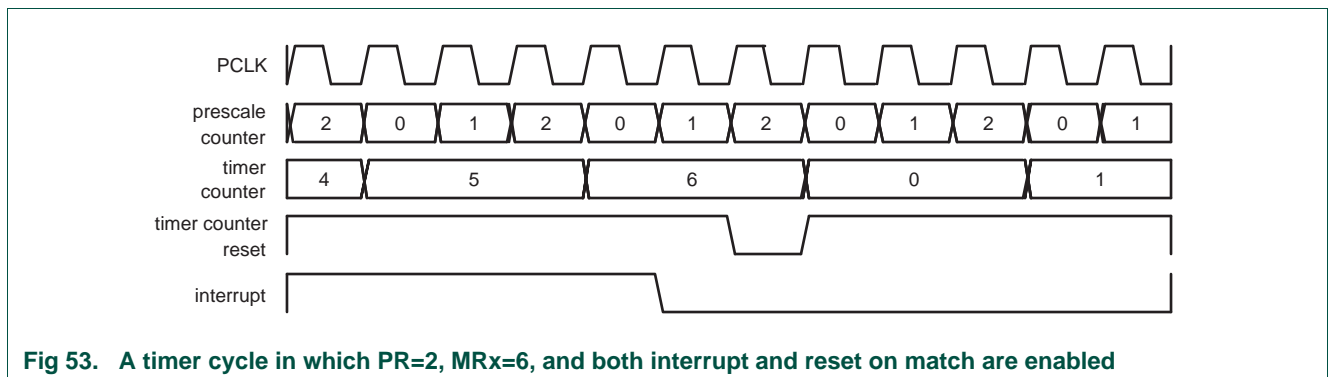 PCLK
prescale counter
2 0 1 2 0 1 2 0 1 2 0 1
timer counter
4 5 6 0 1
timer counter reset
interrupt
Fig 53. A timer cycle in which PR=2, MRx=6, and both interrupt and reset on match are enabled